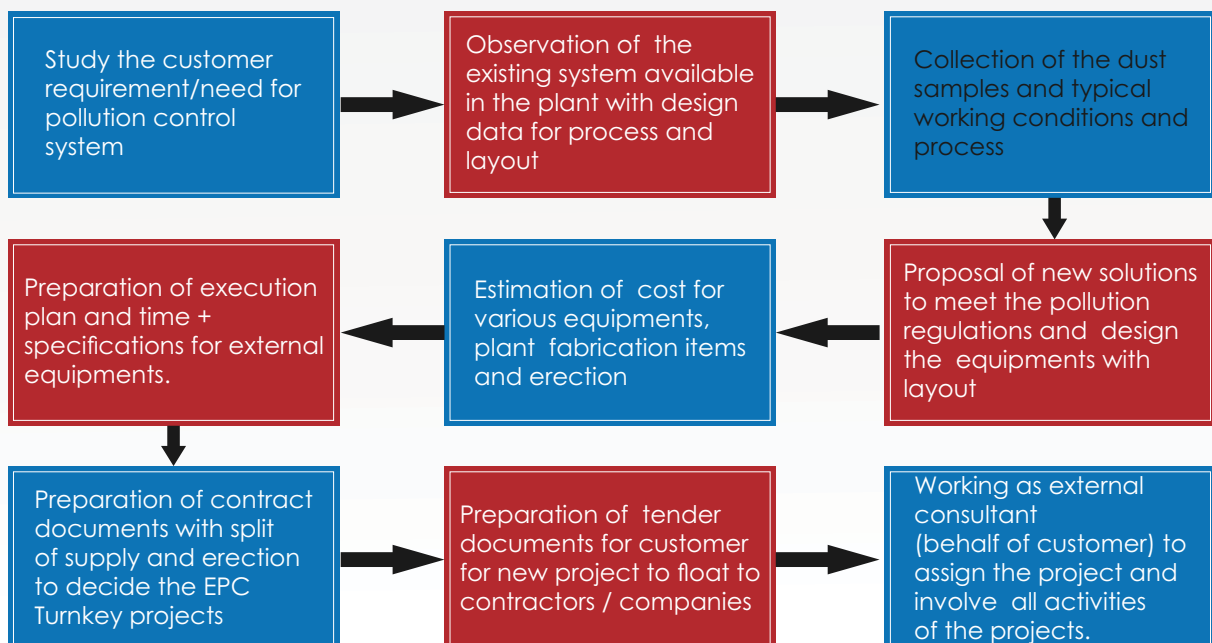 Study the customer
requirement/need for
pollution control
system
Observation of the
existing system available
in the plant with design
data for process and
layout
Collection of the dust
samples and typical
working conditions and
process
Proposal of new solutions
to meet the pollution
regulations and design
the equipments with
layout
Estimation of cost for
various equipments,
plant fabrication items
and erection
Preparation of execution
plan and time +
specifications for external
equipments.
Preparation of contract
documents with split
of supply and erection
to decide the EPC
Turnkey projects
Preparation of tender
documents for customer
for new project to float to
contractors / companies
Working as external
consultant
(behalf of customer) to
assign the project and
involve all activities
of the projects.